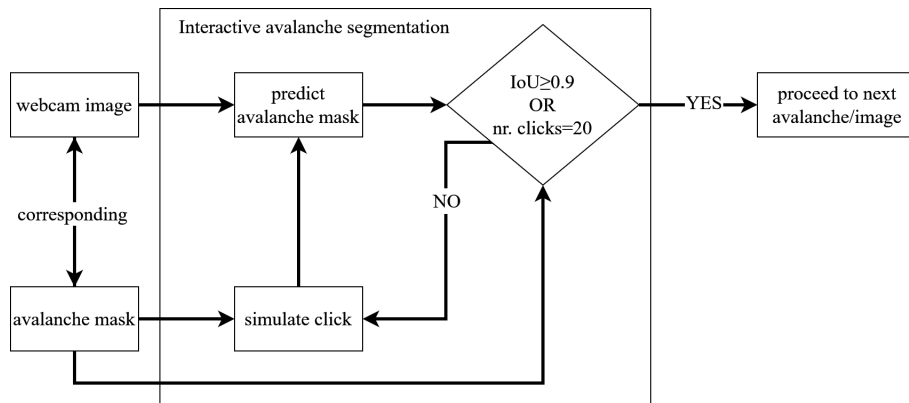 Interactive avalanche segmentation
webcam image
predict
avalanche mask
IoU≥0.9
OR
nr. clicks=20
YES
proceed to next
avalanche/image
corresponding
NO
avalanche mask
simulate click